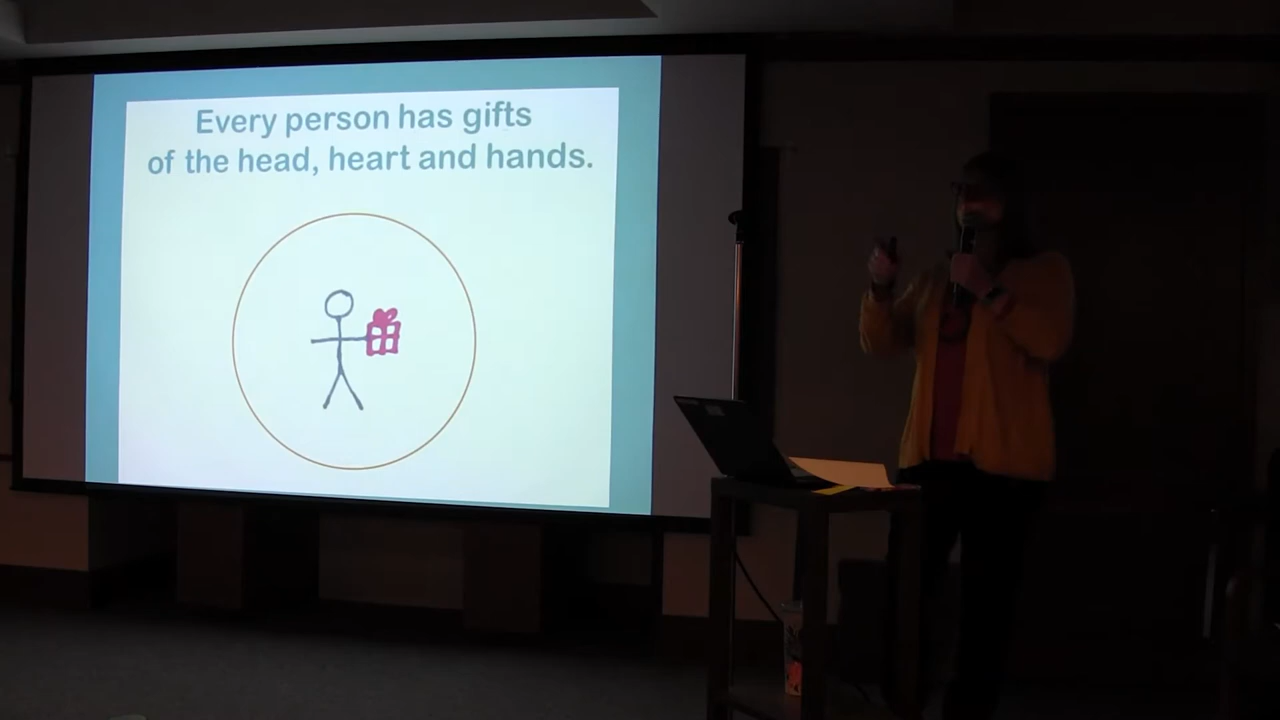 Every person has gifts
of the head, heart and hands.